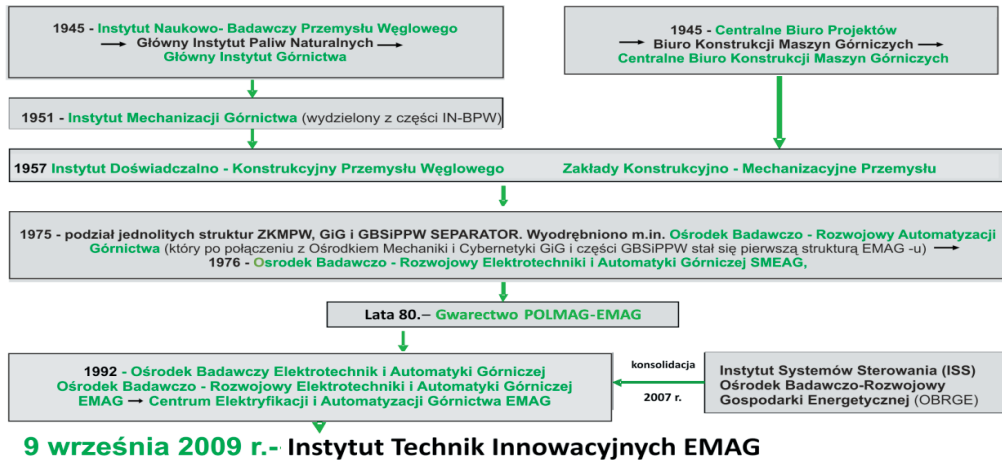 1945 - Instytut Naukowo- Badawczy Przemysłu Węglowego
→ Główny Instytut Paliw Naturalnych →
Główny Instytut Górnictwa
1945 - Centralne Biuro Projektów
→ Biuro Konstrukcji Maszyn Górniczych →
Centralne Biuro Konstrukcji Maszyn Górniczych
1951 - Instytut Mechanizacji Górnictwa (wydzielony z części IN-BPW)
1957 Instytut Doświadczalno - Konstrukcyjny Przemysłu Węglowego
Zakłady Konstrukcyjno - Mechanizacyjne Przemysłu
1975 - podział jednolitych struktur ZKMPW, GiG i GBSiPPW SEPARATOR. Wyodrębniono m.in. Ośrodek Badawczo - Rozwojowy Automatyzacji
Górnictwa (który po połączeniu z Ośrodkiem Mechaniki i Cybernetyki GiG i części GBSiPPW stał się pierwszą strukturą EMAG -u) →
1976 - Osrodek Badawczo - Rozwojowy Elektrotechniki i Automatyki Górniczej SMEAG,
Lata 80.– Gwarectwo POLMAG-EMAG
1992 - Ośrodek Badawczy Elektrotechnik i Automatyki Górniczej
Ośrodek Badawczo - Rozwojowy Elektrotechniki i Automatyki Górniczej
EMAG → Centrum Elektryfikacji i Automatyzacji Górnictwa EMAG
konsolidacja
2007 r.
Instytut Systemów Sterowania (ISS)
Ośrodek Badawczo-Rozwojowy
Gospodarki Energetycznej (OBRGE)
9 września 2009 r.- Instytut Technik Innowacyjnych EMAG